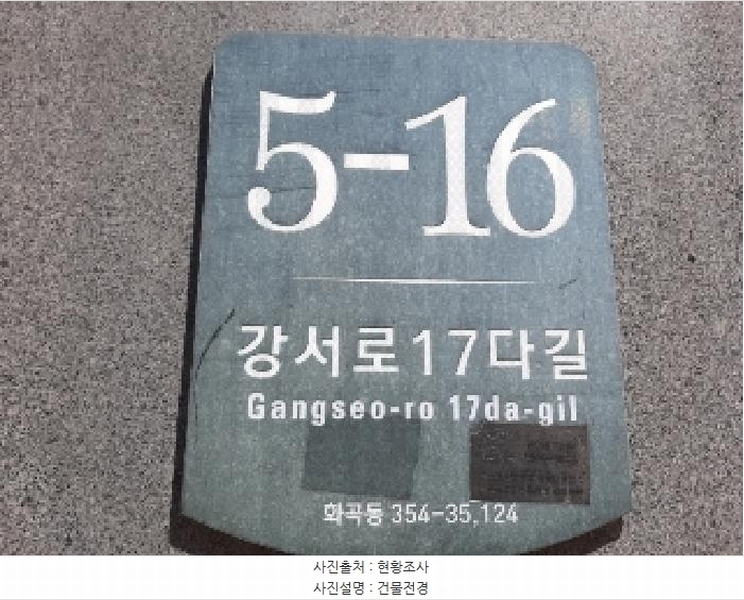 5-16
강서로17다길
Gangseo-ro 17da-gil
화곡동 354-35,124
사진출처 : 현황조사
사진설명 : 건물전경